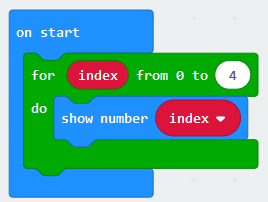 on start
for index from 0 to 4
do
show number index